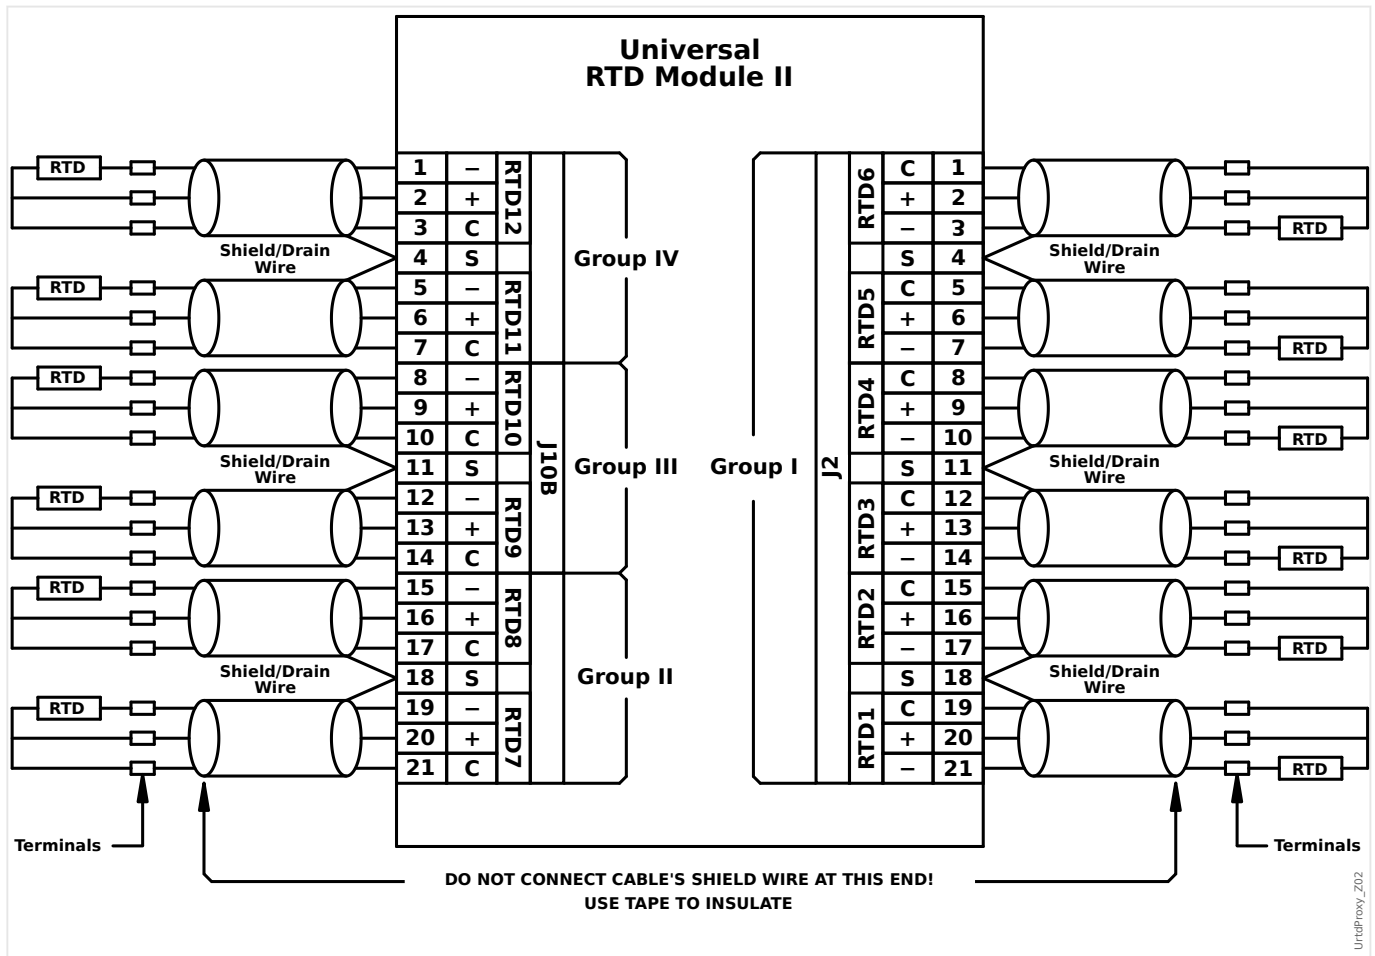 Universal
RTD Module II
RTD 1 − RTD12 RTD6 C 1
2 + + 2
3 C − 3 RTD
Shield/Drain
Wire
4 S Group IV S 4
Shield/Drain
Wire
RTD 5 − RTD11 RTD5 C 5
6 + + 6
7 C − 7 RTD
RTD 8 − RTD10 RTD4 C 8
9 + + 9
10 C − 10 RTD
Shield/Drain
Wire
11 S J10B Group III Group I J2 S 11
Shield/Drain
Wire
RTD 12 − RTD9 RTD3 C 12
13 + + 13
14 C − 14 RTD
RTD 15 − RTD8 RTD2 C 15
16 + + 16
17 C − 17 RTD
Shield/Drain
Wire
18 S Group II S 18
Shield/Drain
Wire
RTD 19 − RTD7 RTD1 C 19
20 + + 20
21 C − 21 RTD
Terminals
Terminals
DO NOT CONNECT CABLE'S SHIELD WIRE AT THIS END!
USE TAPE TO INSULATE
UrtdProxy_Z02